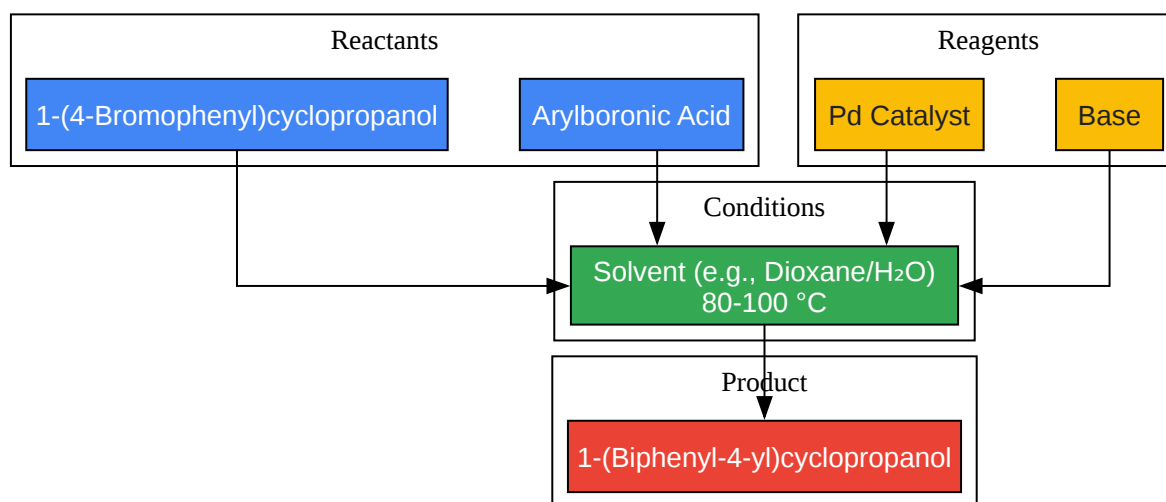 Reactants
Reagents
1-(4-Bromophenyl)cyclopropanol
Arylboronic Acid
Pd Catalyst
Base
Conditions
Solvent (e.g., Dioxane/H₂O)
80-100 °C
Product
1-(Biphenyl-4-yl)cyclopropanol